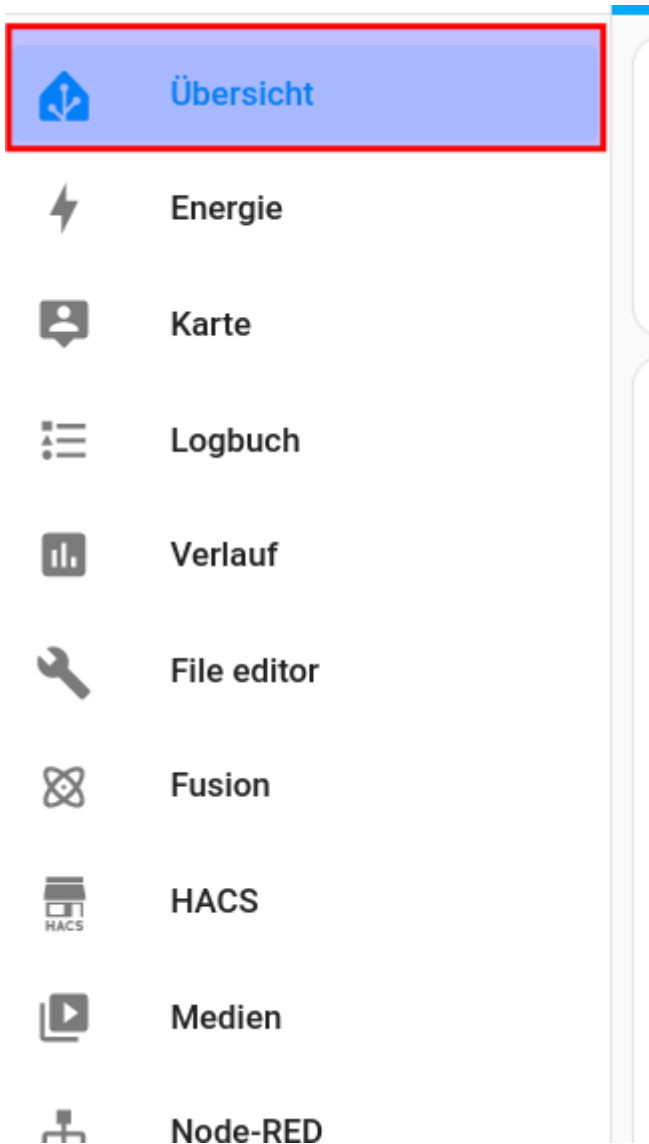 Übersicht
Energie
Karte
Logbuch
Verlauf
File editor
Fusion
HACS
HACS
Medien
Node-RED